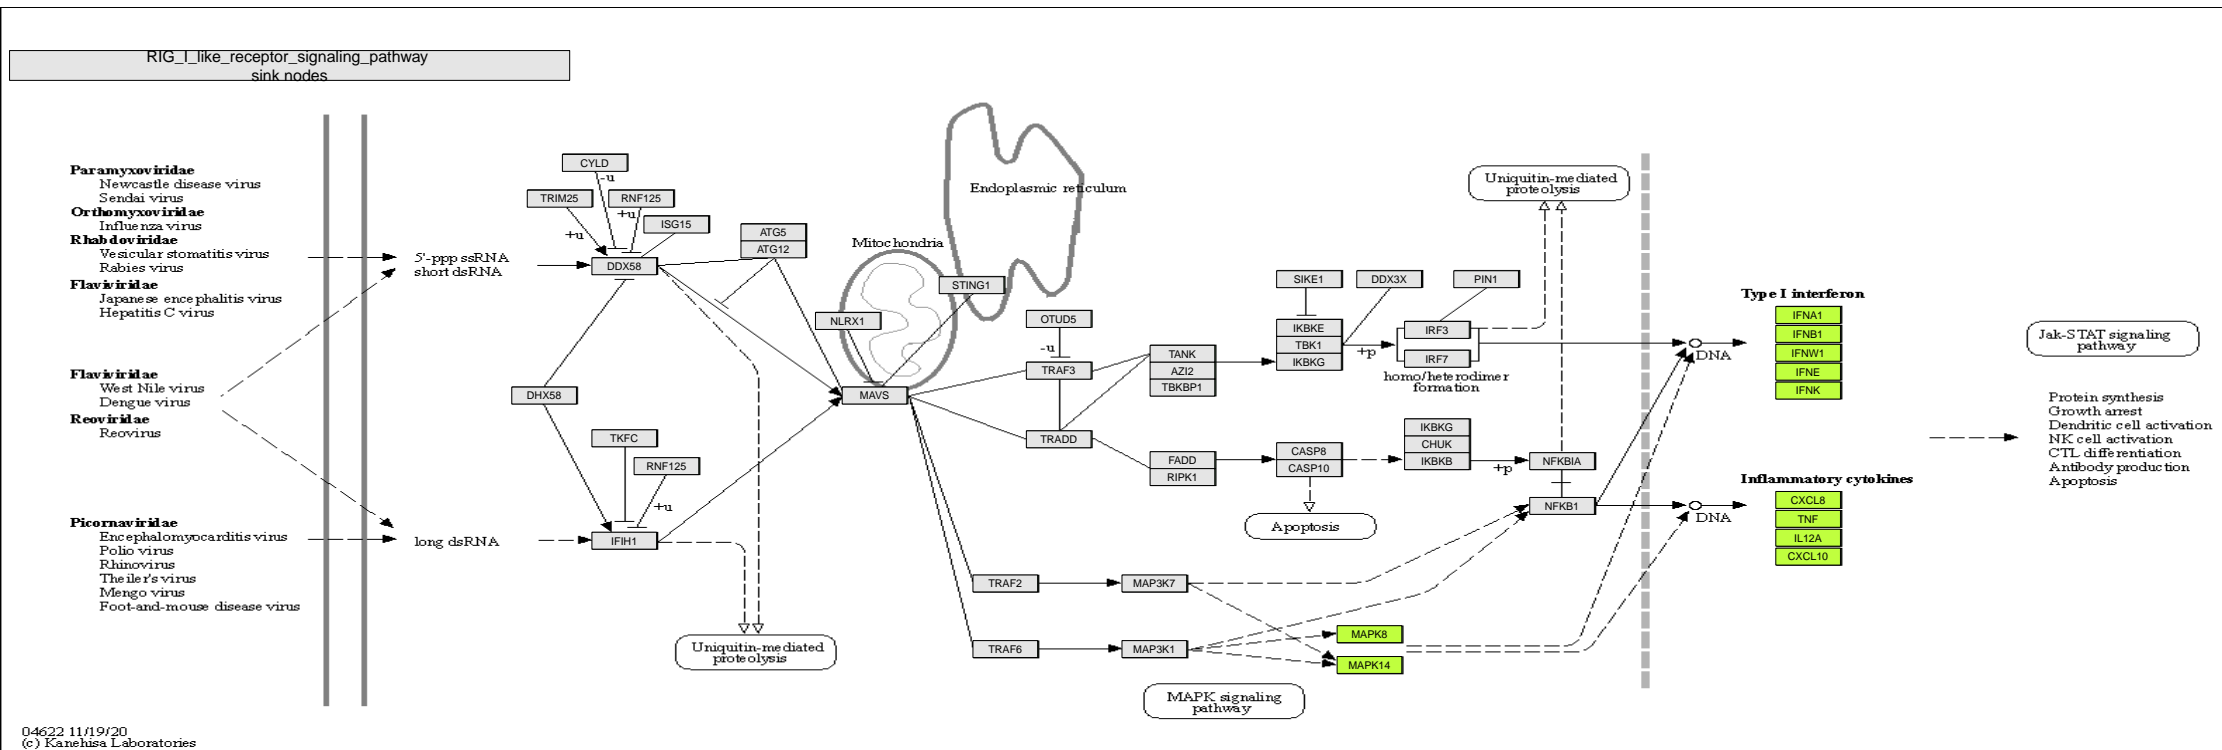 RIG_I_like_receptor_signaling_pathway
sink nodes
Paramyxoviridae
Newcastle disease virus
Sendai virus
Orthomyxoviridae
Influenza virus
Rhabdoviridae
Vesicular stomatitis virus
Rabies virus
Flaviviridae
Japanese encephalitis virus
Hepatitis C virus
Flaviviridae
West Nile virus
Dengue virus
Reoviridae
Reovirus
Picornaviridae
Encephalomyocarditis virus
Polio virus
Rhinovirus
Theiler's virus
Mengo virus
Foot-and-mouse disease virus
5'-ppp ssRNA
short dsRNA
long dsRNA
CYLD
-u
TRIM25
RNF125
+u
+u
ISG15
DDX58
ATG5
ATG12
DHX58
TKFC
RNF125
+u
IFIH1
Uniquitin-mediated
proteolysis
Mitochondria
Endoplasmic reticulum
STING1
NLRX1
MAVS
OTUD5
-u
TRAF3
TRADD
TRAF2
TRAF6
TANK
AZI2
TBKBP1
FADD
RIPK1
MAP3K7
MAP3K1
MAPK signaling
pathway
SIKE1
DDX3X
PIN1
IKBKE
TBK1
IKBKG
+p
IRF3
IRF7
homo/heterodimer
formation
CASP8
CASP10
Apoptosis
IKBKG
CHUK
IKBKB
+p
NFKBIA
NFKB1
MAPK8
MAPK14
Uniquitin-mediated
proteolysis
DNA
DNA
Type I interferon
IFNA1
IFNB1
IFNW1
IFNE
IFNK
Inflammatory cytokines
CXCL8
TNF
IL12A
CXCL10
Jak-STAT signaling
pathway
Protein synthesis
Growth arrest
Dendritic cell activation
NK cell activation
CTL differentiation
Antibody production
Apoptosis
04622 11/19/20
(c) Kanehisa Laboratories